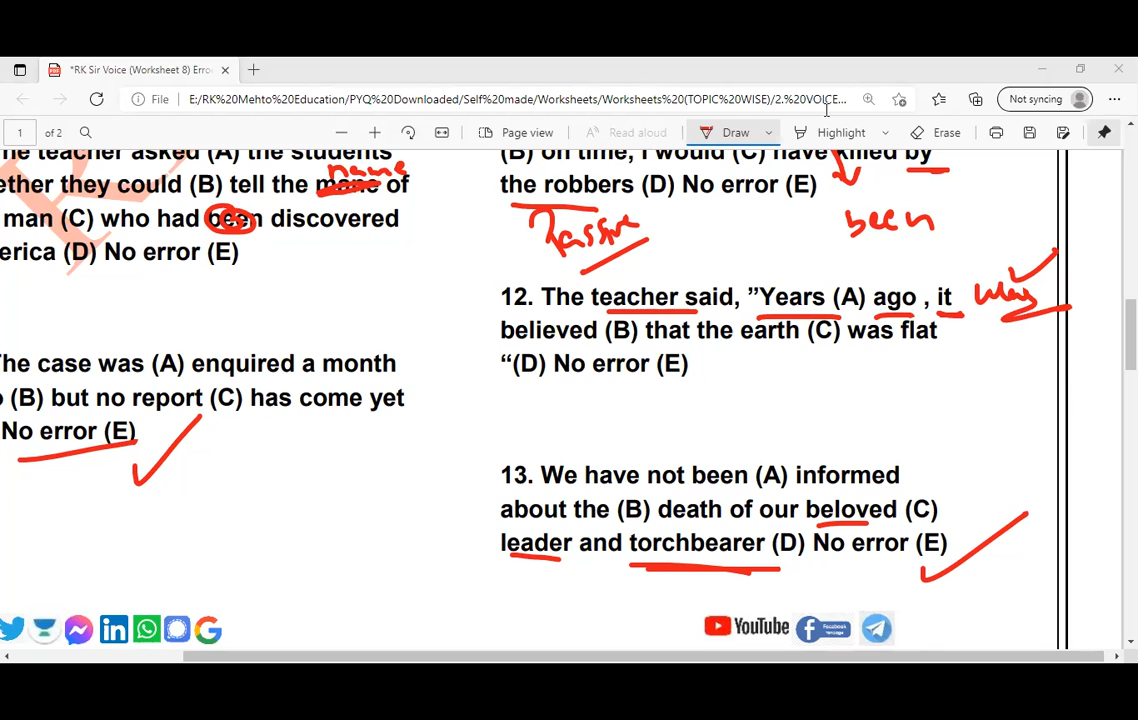 *RK Sir Voice (Worksheet 8) Erro
File
E:/RK%20Mehto%20Education/PYQ%20Downloaded/Self%20made/Worksheets/Worksheets%20(TOPIC%20WISE)/2.%20VOICE...
Not syncing
1
of 2
Page view
Read aloud
Draw
Highlight
Erase
he teacher asked (A) the students
ether they could (B) tell the mane of
name
man (C) who had been discovered
erica (D) No error (E)
he case was (A) enquired a month
o (B) but no report (C) has come yet
No error (E)
(B) on time, I would (C) have killed by
the robbers (D) No error (E)
been
Passive
12. The teacher said, ”Years (A) ago , it
was
believed (B) that the earth (C) was flat
“(D) No error (E)
13. We have not been (A) informed
about the (B) death of our beloved (C)
leader and torchbearer (D) No error (E)
YouTube